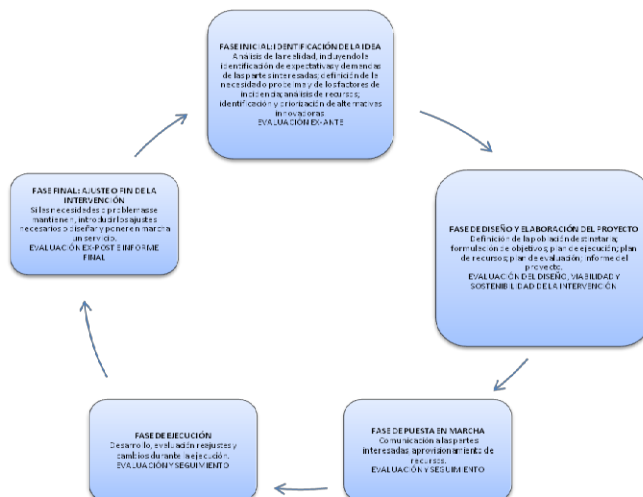 FASE INICIAL: IDENTIFICACIÓN DE LA IDEA
Análisis de la realidad, incluyendo la
identificación de expectativas y demandas
de las partes interesadas; definición de la
necesidad o probelma y de los factores de
incidencia; análisis de recursos;
identificación y priorización de alternativas
innovadoras
EVALUACIÓN EX-ANTE
FASE DE DISEÑO Y ELABORACIÓN DEL PROYECTO
Definición de la población destinataria;
formulación de objetivos; plan de ejecución; plan
de recursos; plan de evaluación; informe del
proyecto.
EVALUACIÓN DEL DISEÑO, VIABILIDAD Y
SOSTENIBILIDAD DE LA INTERVENCIÓN
FASE DE PUESTA EN MARCHA
Comunicación a las partes
interesadas, aprovisionamiento de
recursos.
EVALUACIÓN Y SEGUIMIENTO
FASE DE EJECUCIÓN
Desarrollo, evaluación reajustes y
cambios durante la ejecución.
EVALUACIÓN Y SEGUIMIENTO
FASE FINAL: AJUSTE O FIN DE LA
INTERVENCIÓN
Si las necesidades o problemas se
mantienen, introducir los ajustes
necesarios o diseñar y poner en marcha
un servicio.
EVALUACIÓN EX-POST E INFORME
FINAL